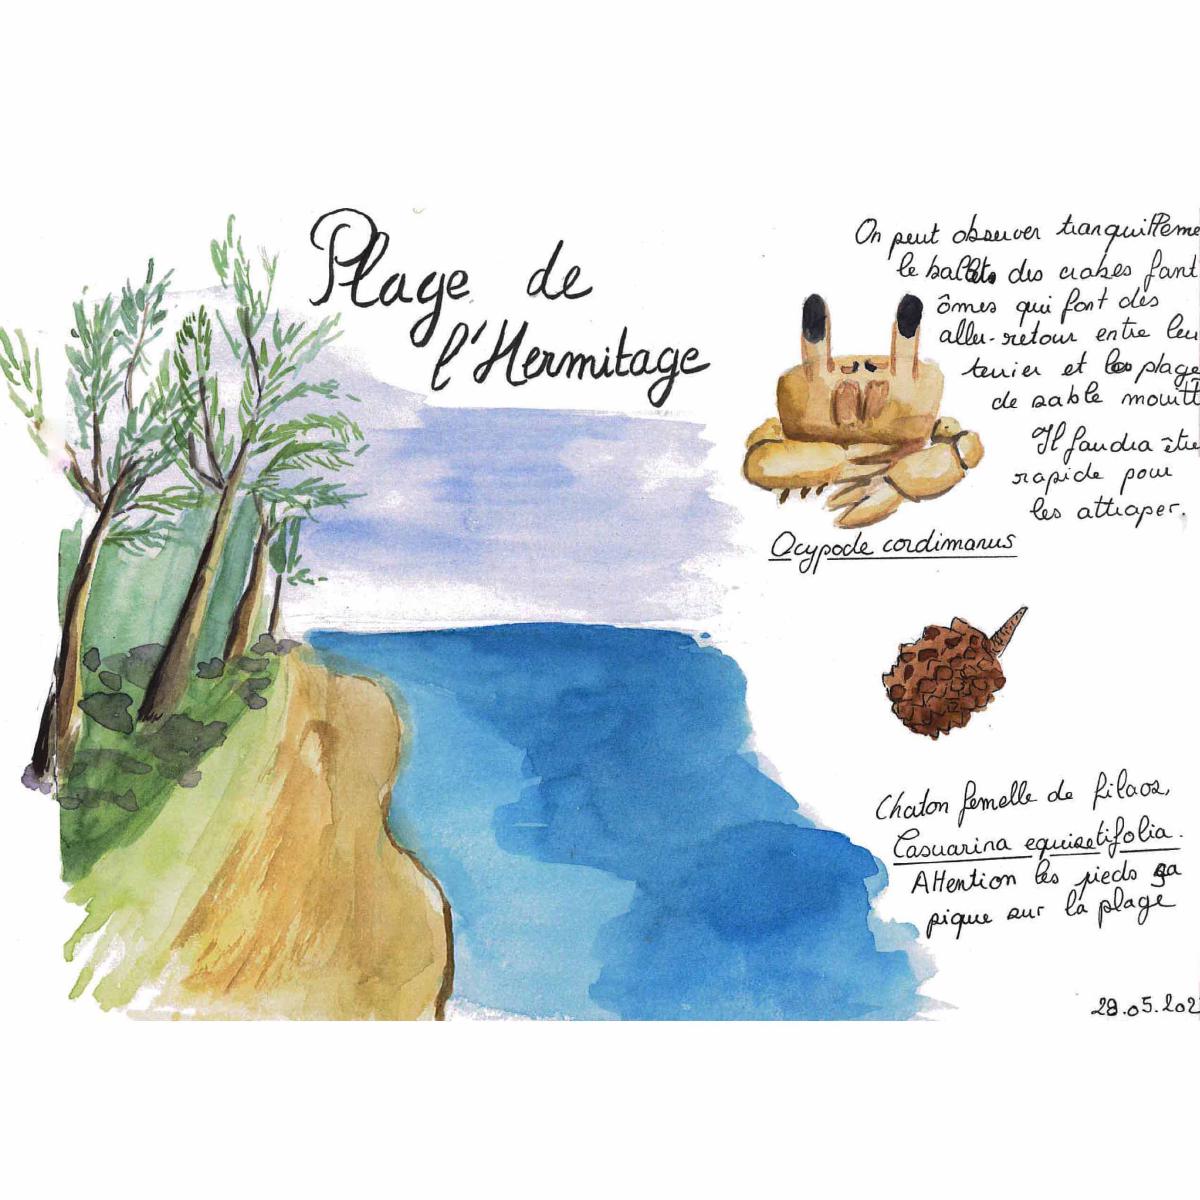 Plage de
l'Hermitage
On peut observer tranquilleme
le ballets des crabes fant
ômes qui font des
aller-retour entre leu
terrier et la plage
de sable mouill
Il faudra être
rapide pour
les attraper.
Ocypode cordimanus
Chaton femelle de filaos,
Casuarina equisetifolia.
Attention les pieds ça
pique sur la plage
28.05.202